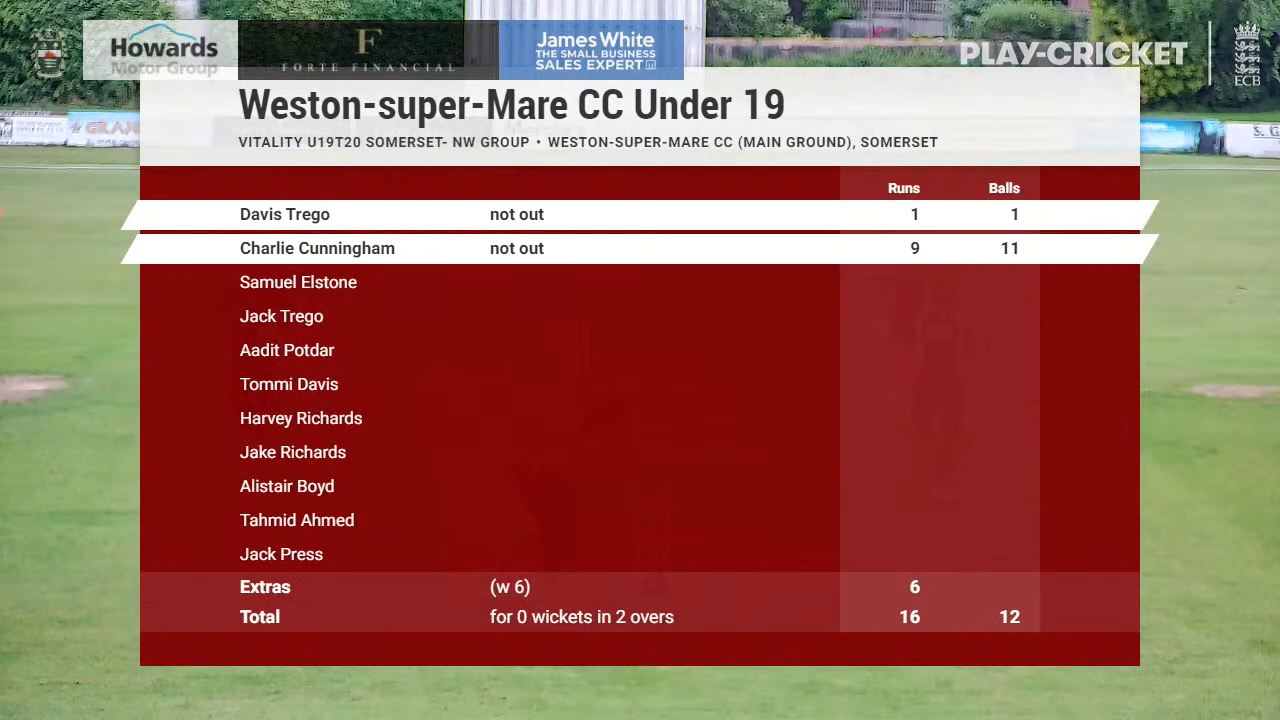 Howards
Motor Group
F
FORTE FINANCIAL
James White
THE SMALL BUSINESS
SALES EXPERT
PLAY-CRICKET
ECB
Weston-super-Mare CC Under 19
VITALITY U19T20 SOMERSET- NW GROUP • WESTON-SUPER-MARE CC (MAIN GROUND), SOMERSET
Runs Balls
Davis Trego not out 1 1
Charlie Cunningham not out 9 11
Samuel Elstone
Jack Trego
Aadit Potdar
Tommi Davis
Harvey Richards
Jake Richards
Alistair Boyd
Tahmid Ahmed
Jack Press
Extras (w 6) 6
Total for 0 wickets in 2 overs 16 12